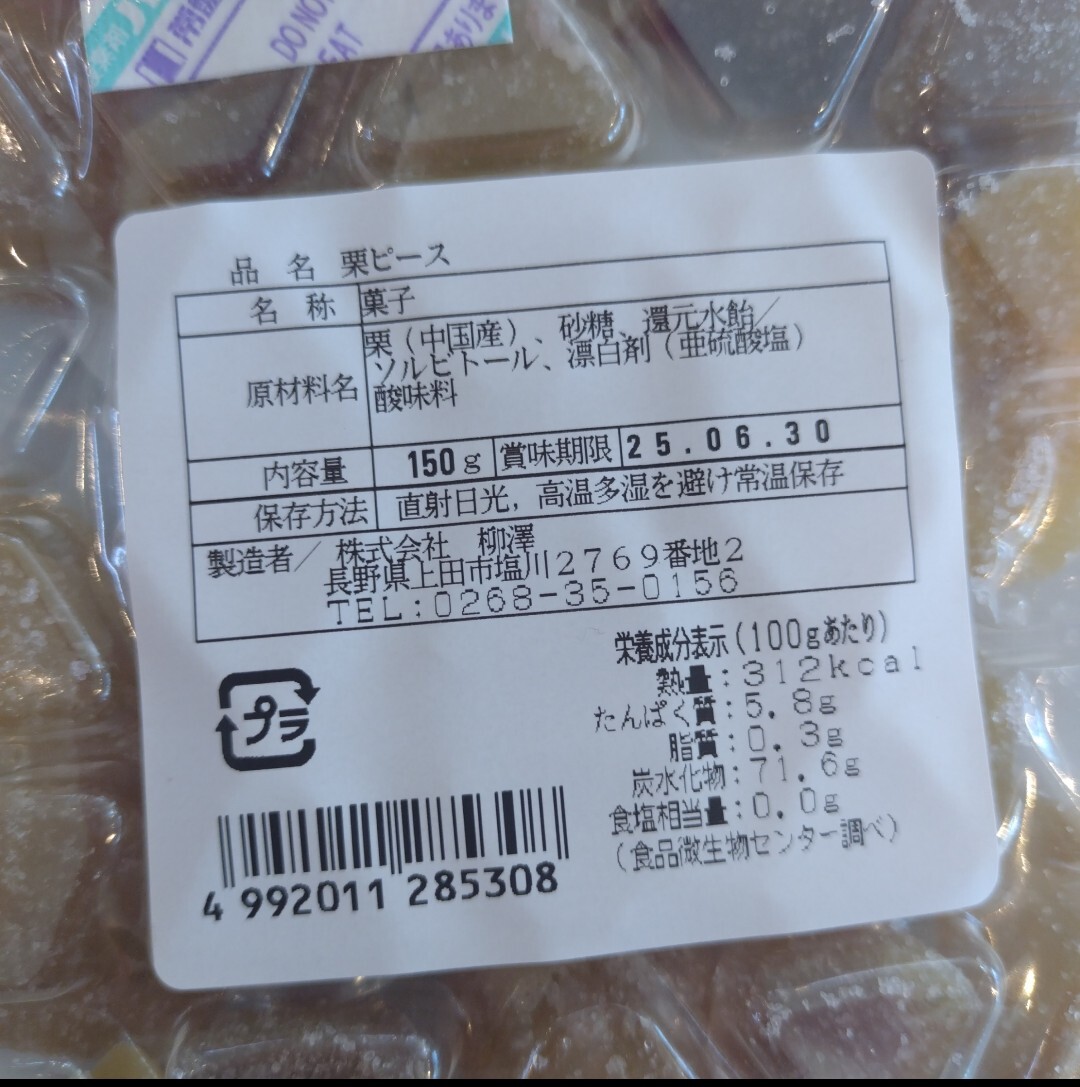 DO NO
EAT
品名 栗ピース
名称 菓子
原材料名 栗（中国産）、砂糖、還元水飴／
ソルビトール、漂白剤（亜硫酸塩）
酸味料
内容量 150g 賞味期限 25.06.30
保存方法 直射日光，高温多湿を避け常温保存
製造者／ 株式会社 柳澤
長野県上田市塩川2769番地2
TEL:0268-35-0156
栄養成分表示(100gあたり)
熱量:312kcal
たんぱく質:5.8g
脂質:0.3g
炭水化物:71.6g
食塩相当量:0.0g
(食品微生物センター調べ)
プラ
4 992011 285308